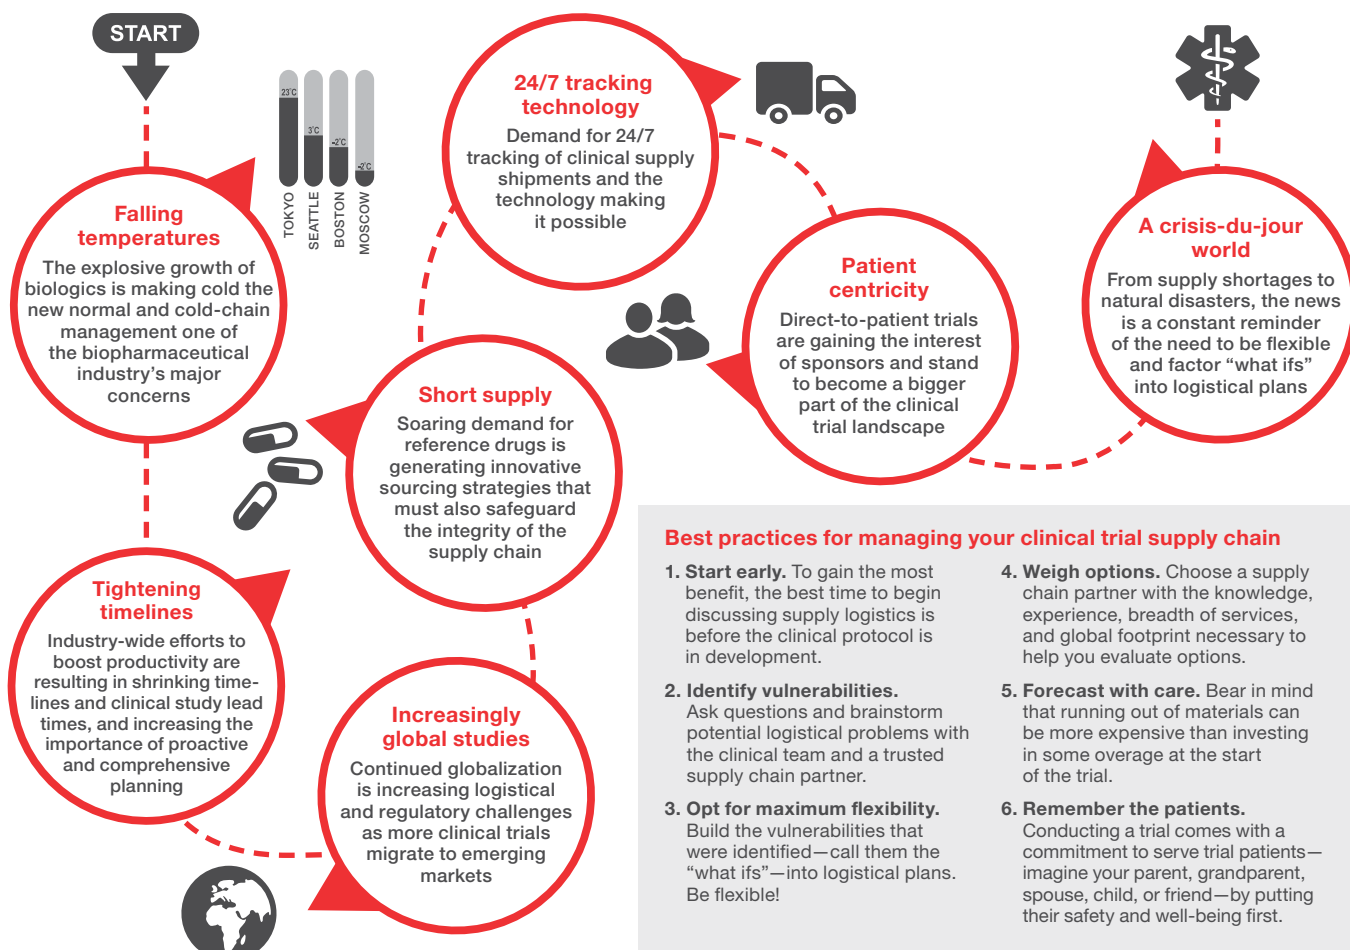 START
23°C
3°C
-2°C
-2°C
TOKYO
SEATTLE
BOSTON
MOSCOW
Falling
temperatures
The explosive growth of
biologics is making cold the
new normal and cold-chain
management one of
the biopharmaceutical
industry’s major
concerns
Tightening
timelines
Industry-wide efforts to
boost productivity are
resulting in shrinking time-
lines and clinical study lead
times, and increasing the
importance of proactive
and comprehensive
planning
Increasingly
global studies
Continued globalization
is increasing logistical
and regulatory challenges
as more clinical trials
migrate to emerging
markets
Short supply
Soaring demand for
reference drugs is
generating innovative
sourcing strategies that
must also safeguard
the integrity of the
supply chain
24/7 tracking
technology
Demand for 24/7
tracking of clinical supply
shipments and the
technology making
it possible
Patient
centricity
Direct-to-patient trials
are gaining the interest
of sponsors and stand
to become a bigger
part of the clinical
trial landscape
A crisis-du-jour
world
From supply shortages to
natural disasters, the news
is a constant reminder
of the need to be flexible
and factor “what ifs”
into logistical plans
Best practices for managing your clinical trial supply chain
1. Start early. To gain the most
benefit, the best time to begin
discussing supply logistics is
before the clinical protocol is
in development.
2. Identify vulnerabilities.
Ask questions and brainstorm
potential logistical problems with
the clinical team and a trusted
supply chain partner.
3. Opt for maximum flexibility.
Build the vulnerabilities that
were identified—call them the
“what ifs”—into logistical plans.
Be flexible!
4. Weigh options. Choose a supply
chain partner with the knowledge,
experience, breadth of services,
and global footprint necessary to
help you evaluate options.
5. Forecast with care. Bear in mind
that running out of materials can
be more expensive than investing
in some overage at the start
of the trial.
6. Remember the patients.
Conducting a trial comes with a
commitment to serve trial patients—
imagine your parent, grandparent,
spouse, child, or friend—by putting
their safety and well-being first.